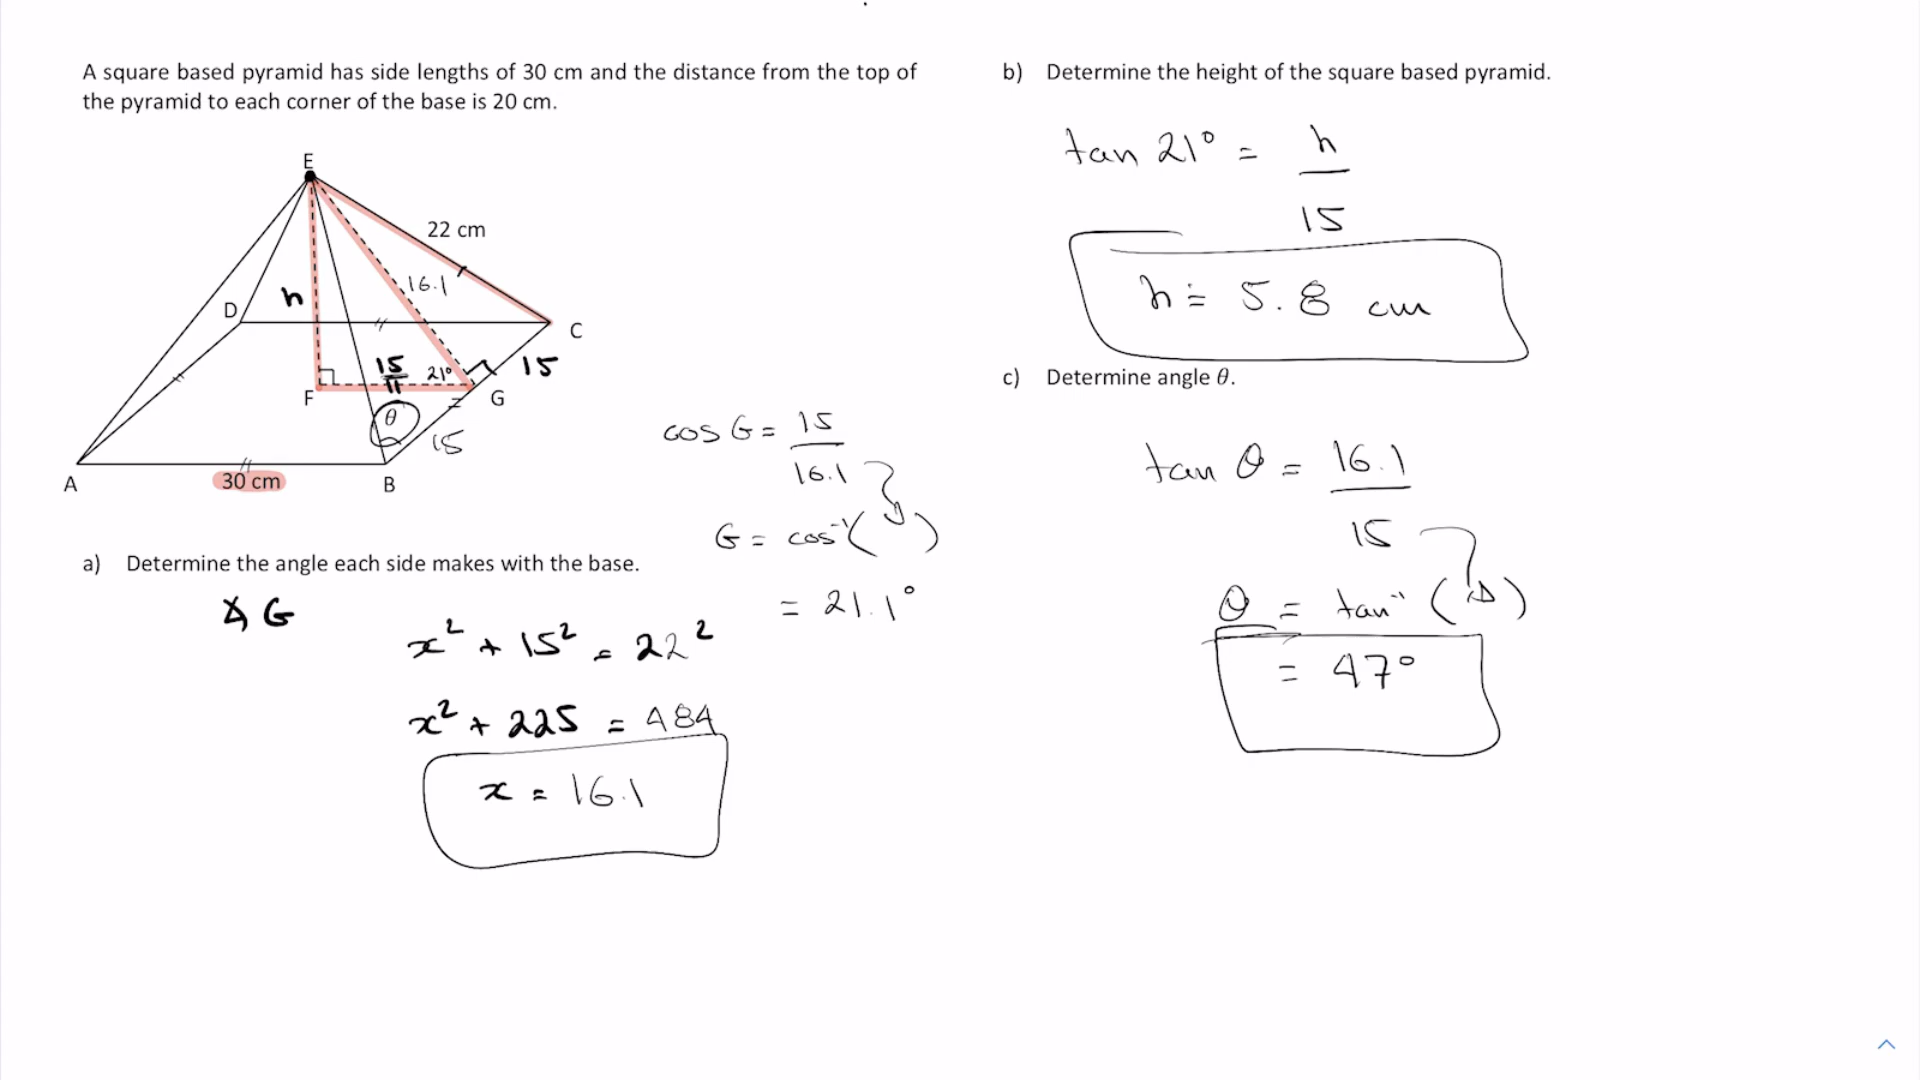 A square based pyramid has side lengths of 30 cm and the distance from the top of
the pyramid to each corner of the base is 20 cm.
E
22 cm
16.1
h
D
C
15
21°
15
F
G
θ
15
A
30 cm
B
cos G = 15
16.1
G = cos⁻¹( )
= 21.1°
a) Determine the angle each side makes with the base.
∡ G
x² + 15² = 22²
x² + 225 = 484
x = 16.1
b) Determine the height of the square based pyramid.
tan 21° = h
15
h ≐ 5.8 cm
c) Determine angle θ.
tan θ = 16.1
15
θ = tan⁻¹ ( )
= 47°